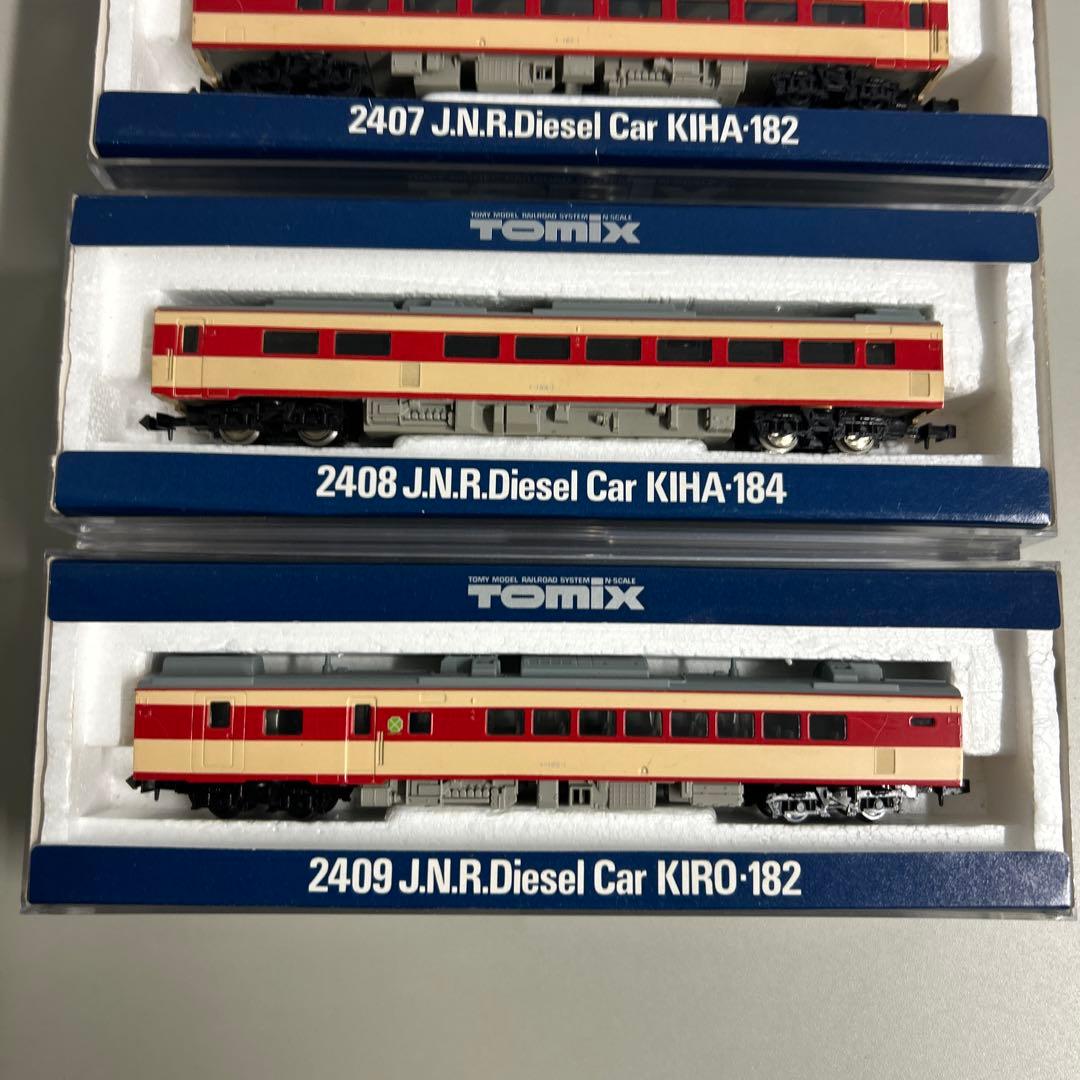 2407 J.N.R.Diesel Car KIHA·182
TOMY MODEL RAILROAD SYSTEM N-SCALE
TOMIX
2408 J.N.R.Diesel Car KIHA·184
TOMY MODEL RAILROAD SYSTEM N-SCALE
TOMIX
2409 J.N.R.Diesel Car KIRO·182